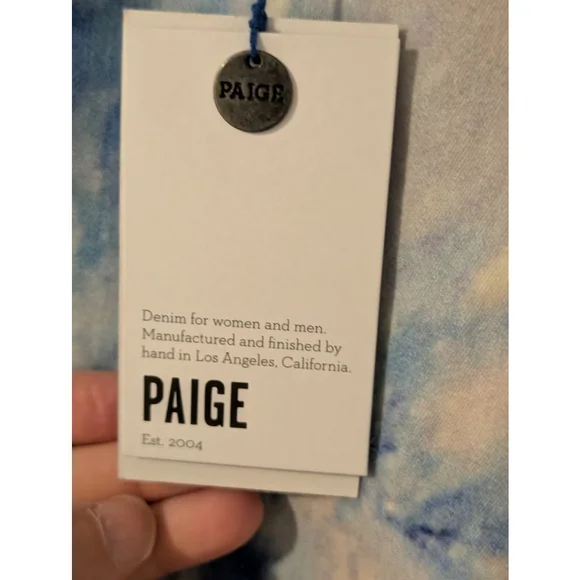 PAIGE
Denim for women and men.
Manufactured and finished by
hand in Los Angeles, California.
PAIGE
Est. 2004